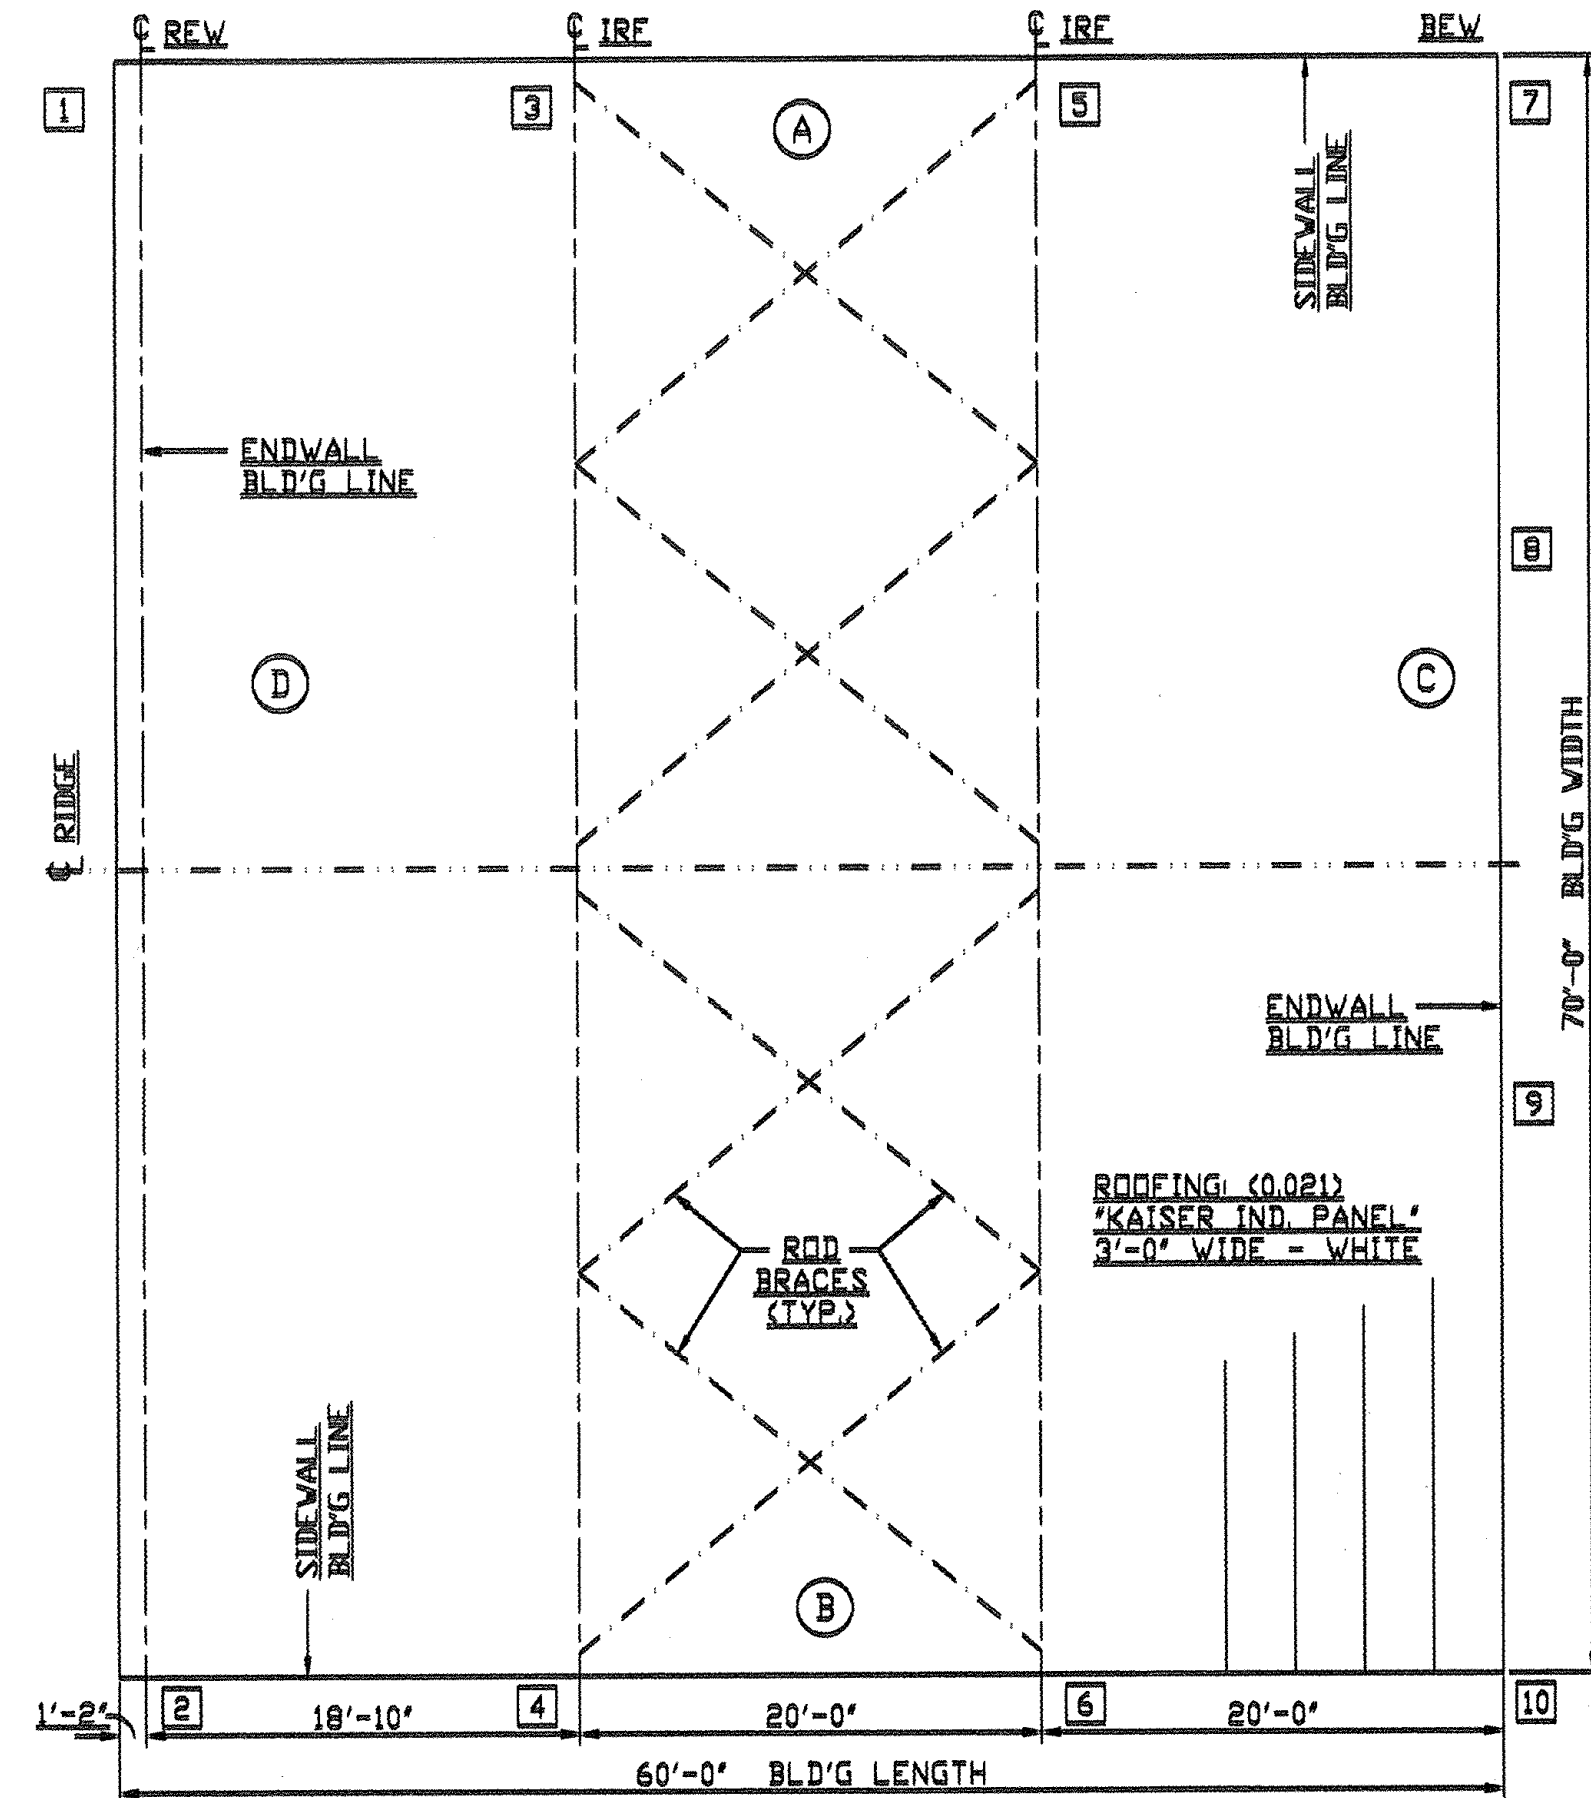 ℄ REW
℄ IRF
℄ IRF
BEW
1
3
A
5
7
SIDEWALL
BLD'G LINE
ENDWALL
BLD'G LINE
8
D
C
℄ RIDGE
70'-0" BLD'G WIDTH
ENDWALL
BLD'G LINE
9
ROOFING: (0.021)
"KAISER IND. PANEL"
3'-0" WIDE - WHITE
ROD
BRACES
(TYP.)
SIDEWALL
BLD'G LINE
B
1'-2"
2
18'-10"
4
20'-0"
6
20'-0"
10
60'-0" BLD'G LENGTH